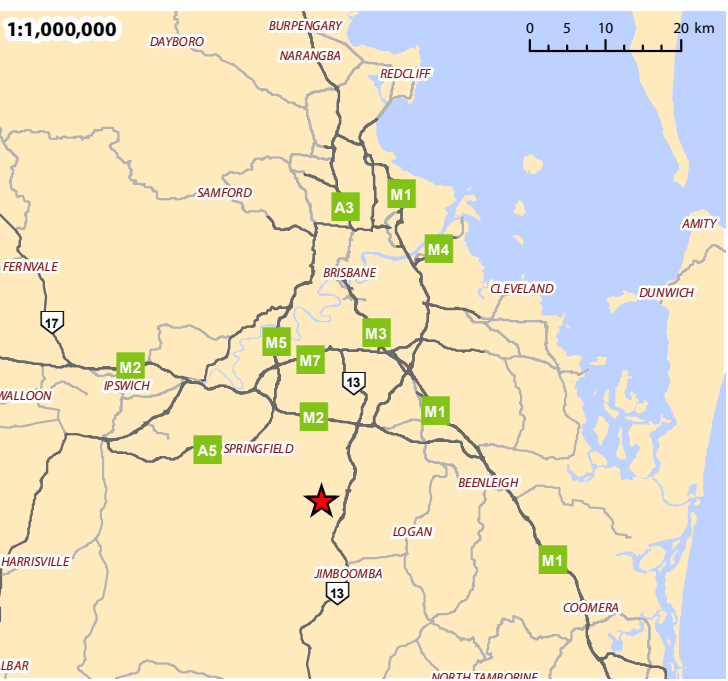 1:1,000,000
BURPENGARY
0 5 10 20 km
DAYBORO
NARANGBA
REDCLIFF
SAMFORD
A3
M1
AMITY
M4
FERNVALE
BRISBANE
CLEVELAND
DUNWICH
17
M5
M3
M7
M2
IPSWICH
13
WALLOON
M2
M1
A5
SPRINGFIELD
BEENLEIGH
LOGAN
HARRISVILLE
M1
JIMBOOMBA
13
COOMERA
LBAR
NORTH TAMBORINE